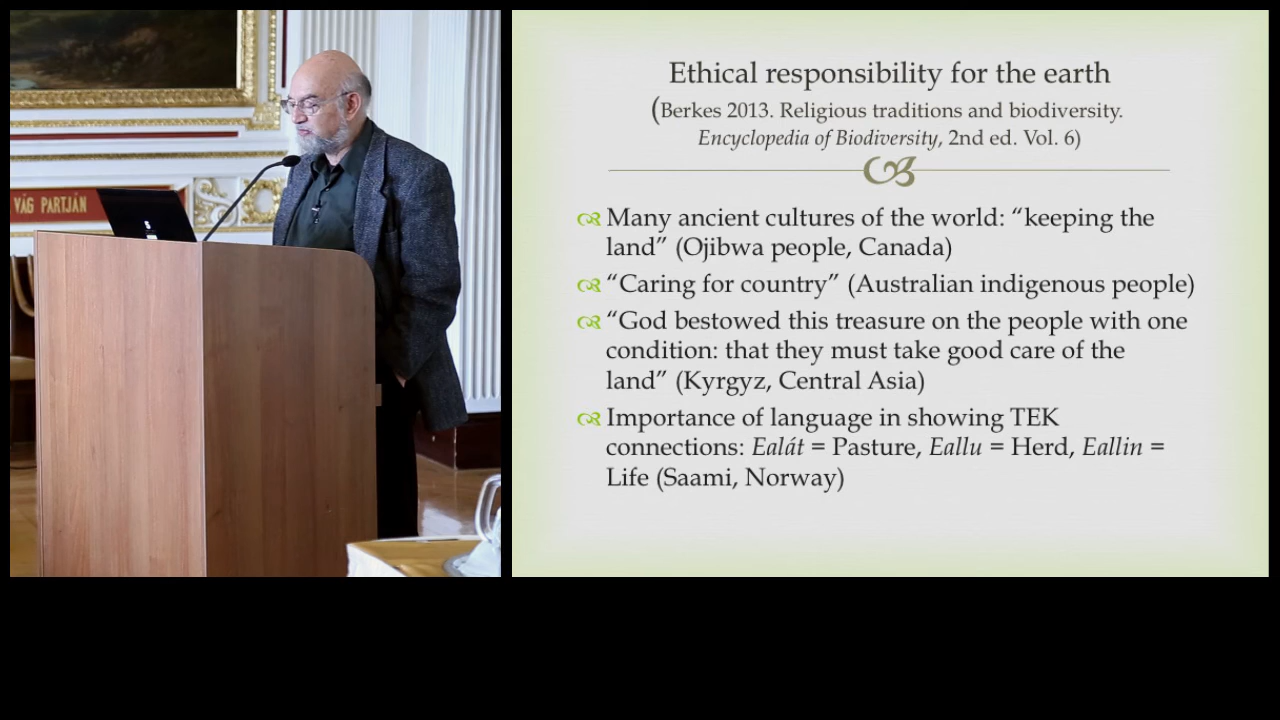 VÁG PARTJÁN
Ethical responsibility for the earth
(Berkes 2013. Religious traditions and biodiversity.
Encyclopedia of Biodiversity, 2nd ed. Vol. 6)
Many ancient cultures of the world: “keeping the
land” (Ojibwa people, Canada)
“Caring for country” (Australian indigenous people)
“God bestowed this treasure on the people with one
condition: that they must take good care of the
land” (Kyrgyz, Central Asia)
Importance of language in showing TEK
connections: Ealát = Pasture, Eallu = Herd, Eallin =
Life (Saami, Norway)